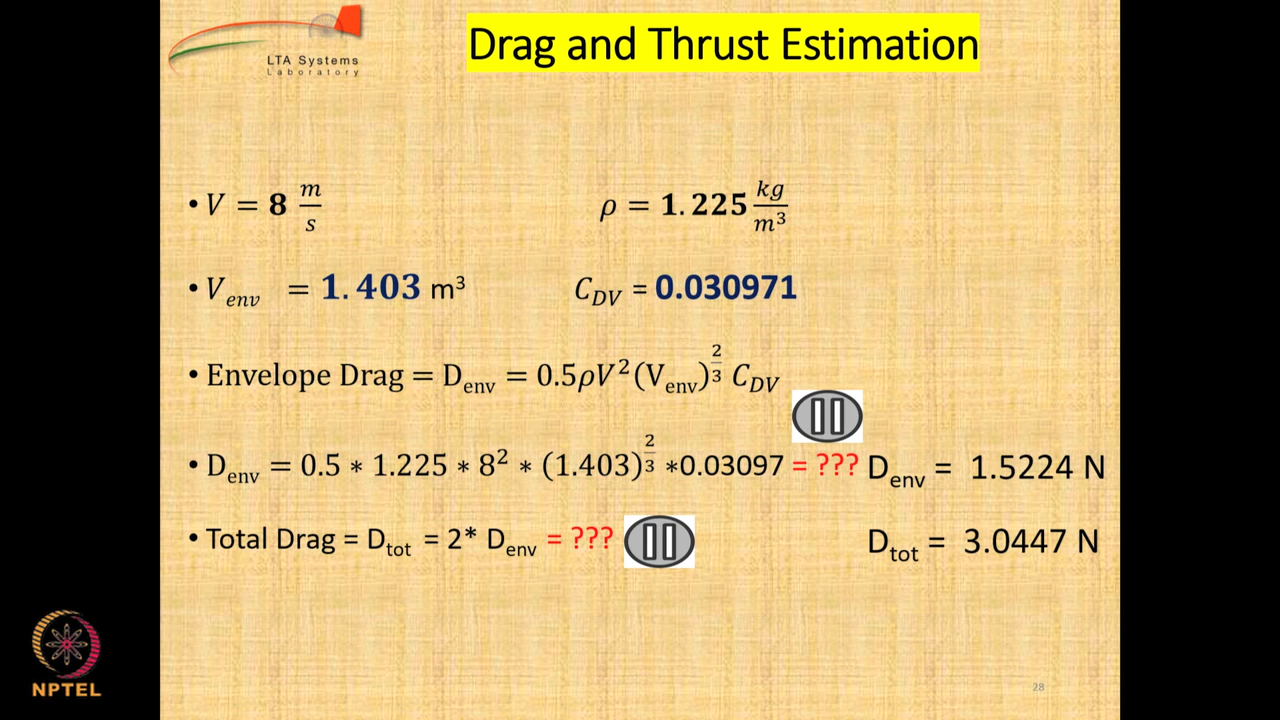 LTA Systems
Laboratory
Drag and Thrust Estimation
• V = 8 m/s ρ = 1.225 kg/m³
• V_env = 1.403 m³ C_DV = 0.030971
• Envelope Drag = D_env = 0.5ρV²(V_env)^(2/3) C_DV
• D_env = 0.5 * 1.225 * 8² * (1.403)^(2/3) *0.03097 = ??? D_env = 1.5224 N
• Total Drag = D_tot = 2* D_env = ??? D_tot = 3.0447 N
NPTEL
28